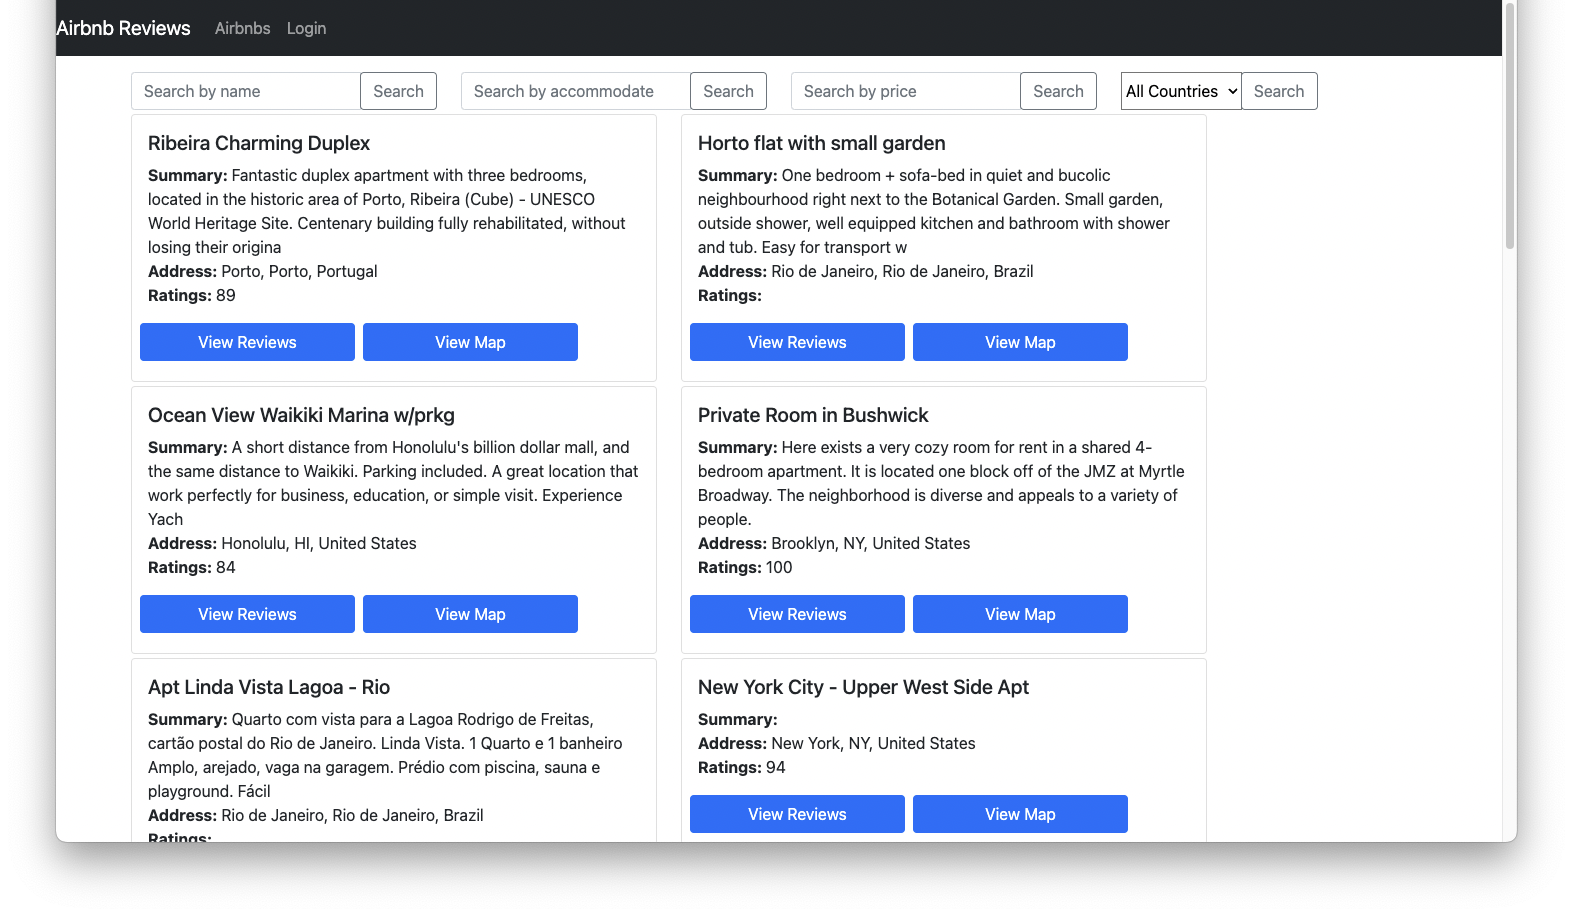 Airbnb Reviews Airbnbs Login
Search by name Search Search by accommodate Search Search by price Search All Countries Search
Ribeira Charming Duplex
Summary: Fantastic duplex apartment with three bedrooms,
located in the historic area of Porto, Ribeira (Cube) - UNESCO
World Heritage Site. Centenary building fully rehabilitated, without
losing their origina
Address: Porto, Porto, Portugal
Ratings: 89
View Reviews View Map
Horto flat with small garden
Summary: One bedroom + sofa-bed in quiet and bucolic
neighbourhood right next to the Botanical Garden. Small garden,
outside shower, well equipped kitchen and bathroom with shower
and tub. Easy for transport w
Address: Rio de Janeiro, Rio de Janeiro, Brazil
Ratings:
View Reviews View Map
Ocean View Waikiki Marina w/prkg
Summary: A short distance from Honolulu's billion dollar mall, and
the same distance to Waikiki. Parking included. A great location that
work perfectly for business, education, or simple visit. Experience
Yach
Address: Honolulu, HI, United States
Ratings: 84
View Reviews View Map
Private Room in Bushwick
Summary: Here exists a very cozy room for rent in a shared 4-
bedroom apartment. It is located one block off of the JMZ at Myrtle
Broadway. The neighborhood is diverse and appeals to a variety of
people.
Address: Brooklyn, NY, United States
Ratings: 100
View Reviews View Map
Apt Linda Vista Lagoa - Rio
Summary: Quarto com vista para a Lagoa Rodrigo de Freitas,
cartão postal do Rio de Janeiro. Linda Vista. 1 Quarto e 1 banheiro
Amplo, arejado, vaga na garagem. Prédio com piscina, sauna e
playground. Fácil
Address: Rio de Janeiro, Rio de Janeiro, Brazil
Ratings:
New York City - Upper West Side Apt
Summary:
Address: New York, NY, United States
Ratings: 94
View Reviews View Map